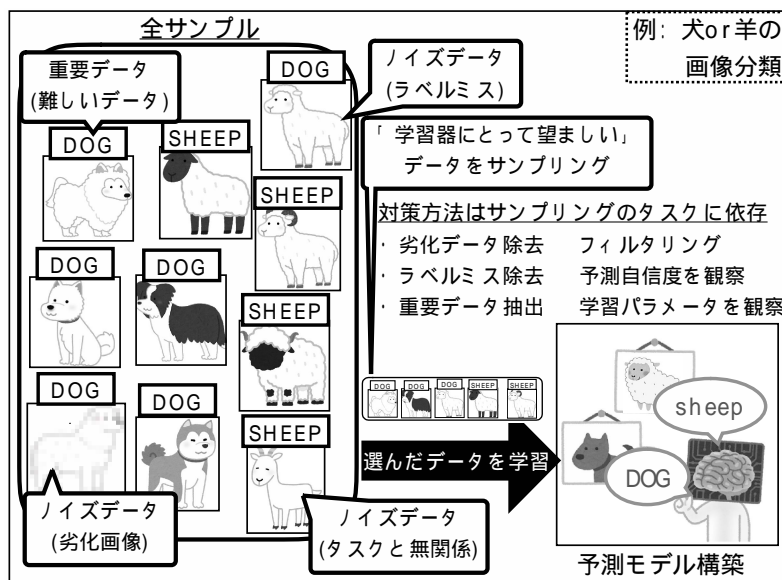 全サンプル
例: 犬or羊の
画像分類
重要データ
(難しいデータ)
DOG
ノイズデータ
(ラベルミス)
DOG
SHEEP
SHEEP
「学習器にとって望ましい」
データをサンプリング
対策方法はサンプリングのタスクに依存
・劣化データ除去 フィルタリング
・ラベルミス除去 予測自信度を観察
・重要データ抽出 学習パラメータを観察
DOG
DOG
SHEEP
DOG
DOG
SHEEP
DOG DOG DOG SHEEP SHEEP
選んだデータを学習
sheep
DOG
ノイズデータ
(劣化画像)
ノイズデータ
(タスクと無関係)
予測モデル構築